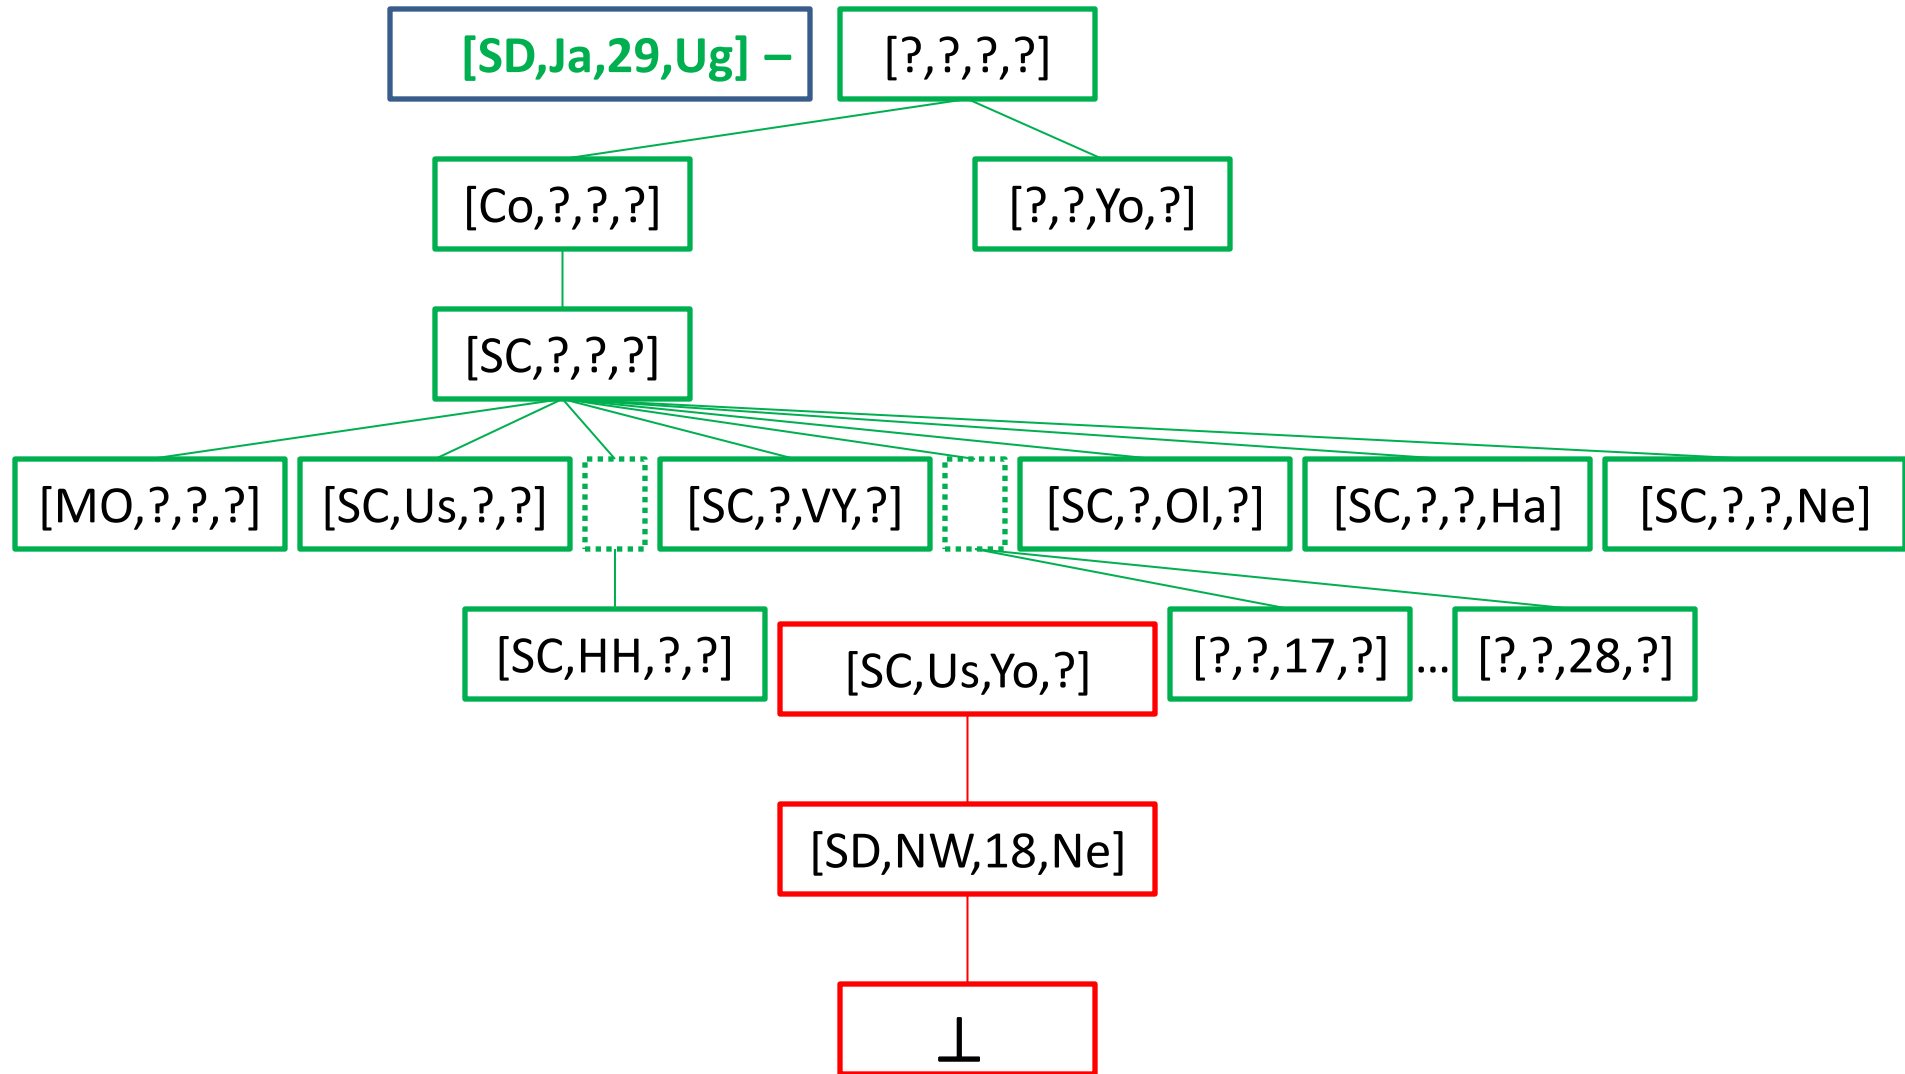 [SD,Ja,29,Ug] –
[?,?,?,?]
[Co,?,?,?]
[?,?,Yo,?]
[SC,?,?,?]
[MO,?,?,?]
[SC,Us,?,?]
[SC,?,VY,?]
[SC,?,Ol,?]
[SC,?,?,Ha]
[SC,?,?,Ne]
[SC,HH,?,?]
[SC,Us,Yo,?]
[?,?,17,?]
...
[?,?,28,?]
[SD,NW,18,Ne]
⊥